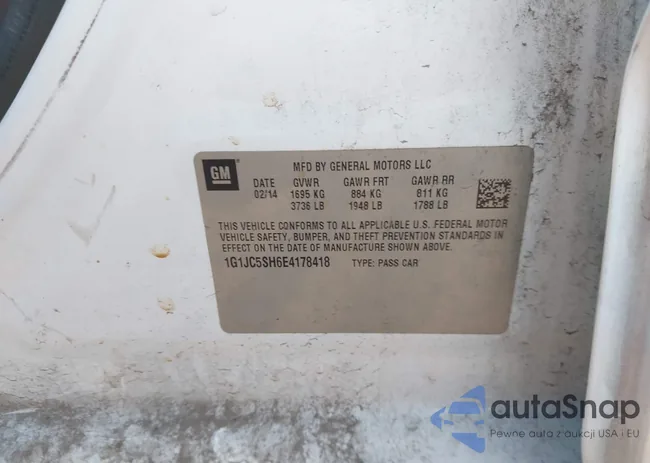 GM
MFD BY GENERAL MOTORS LLC
DATE GVWR GAWR FRT GAWR RR
02/14 1695 KG 884 KG 811 KG
3736 LB 1948 LB 1788 LB
THIS VEHICLE CONFORMS TO ALL APPLICABLE U.S. FEDERAL MOTOR
VEHICLE SAFETY, BUMPER, AND THEFT PREVENTION STANDARDS IN
EFFECT ON THE DATE OF MANUFACTURE SHOWN ABOVE.
1G1JC5SH6E4178418 TYPE: PASS CAR
autaSnap
Pewne auta z aukcji USA i EU